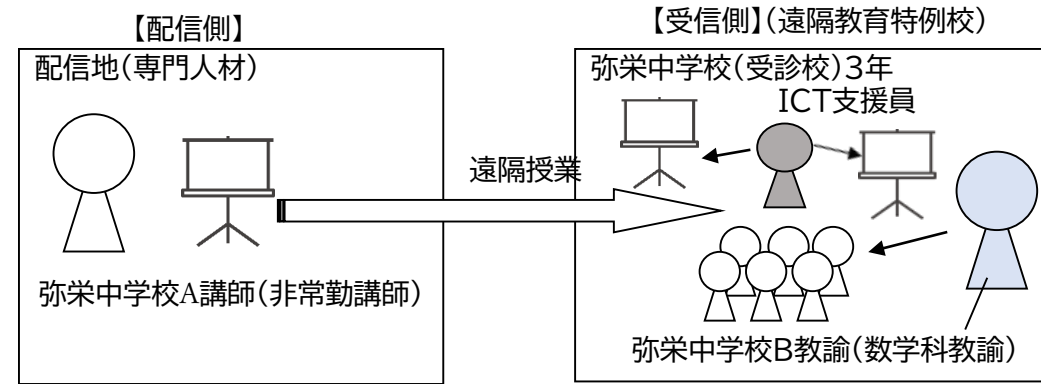 【配信側】
配信地（専門人材）
弥栄中学校A講師（非常勤講師）
遠隔授業
【受信側】（遠隔教育特例校）
弥栄中学校（受診校）３年
ICT支援員
弥栄中学校B教諭（数学科教諭）